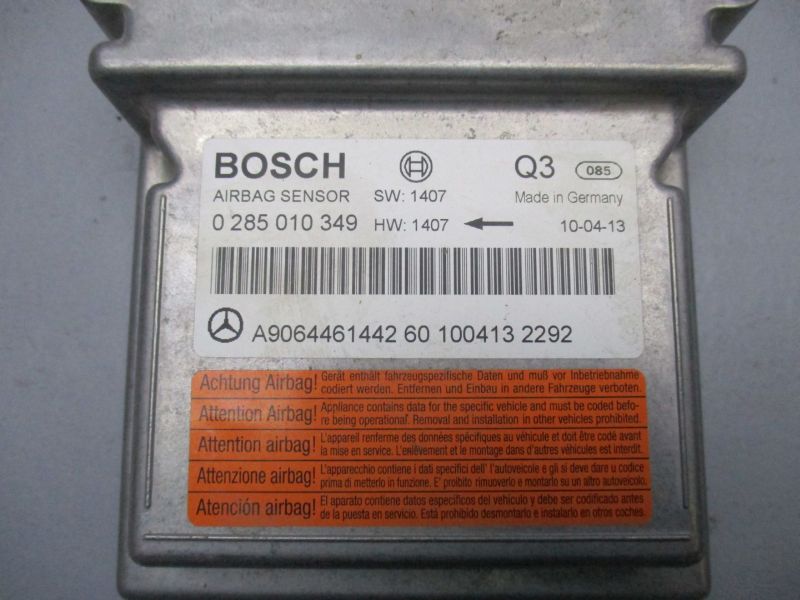 BOSCH Q3 085
AIRBAG SENSOR SW: 1407 Made in Germany
0 285 010 349 HW: 1407 10-04-13
A9064461442 60 100413 2292
Achtung Airbag! Gerät enthält fahrzeugspezifische Daten und muß vor Inbetriebnahme
codiert werden. Entfernen und Einbau in andere Fahrzeuge verboten.
Attention Airbag! Appliance contains data for the specific vehicle and must be coded befo-
re being operational. Removal and installation in other vehicles prohibited.
Attention airbag! L'appareil renferme des données spécifiques au véhicule et doit être codé avant
la mise en service. L'enlèvement et le montage dans d'autres véhicules est interdit.
Attenzione airbag! L'apparecchio contiene i dati specifici dell' l'autoveicolo e gli si deve dare u codice
prima di metterlo in funzione. E' proibito rimuoverlo e montarlo su un altro autoveicolo.
Atención airbag! El aparato contiene datos específicos del vehículo y debe ser codificado antes
de la puesta en servicio. Está prohibido desmontarlo e instalarlo en otros coches.